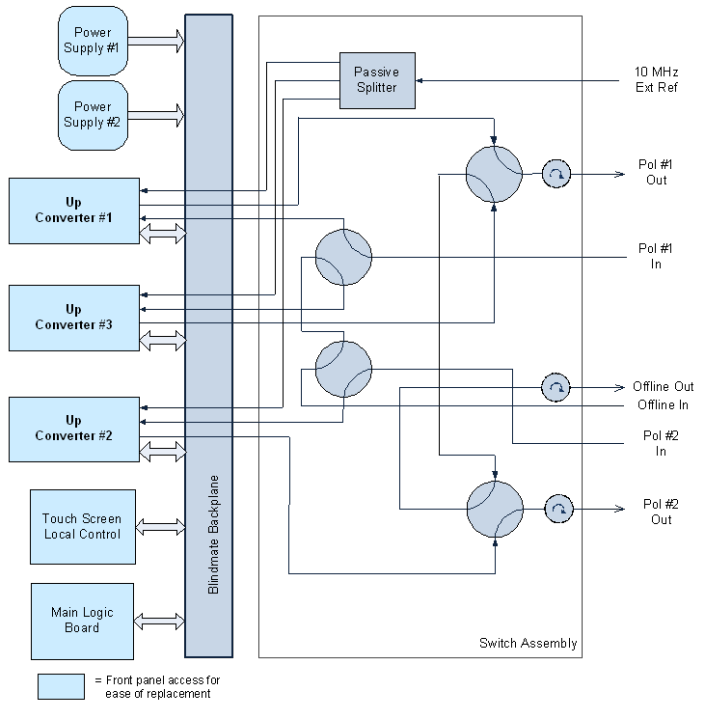 Power
Supply #1
Power
Supply #2
Passive
Splitter
10 MHz
Ext Ref
Pol #1
Out
Up
Converter #1
Pol #1
In
Up
Converter #3
Offline Out
Offline In
Up
Converter #2
Pol #2
In
Touch Screen
Local Control
Blindmate Backplane
Pol #2
Out
Main Logic
Board
Switch Assembly
= Front panel access for
ease of replacement